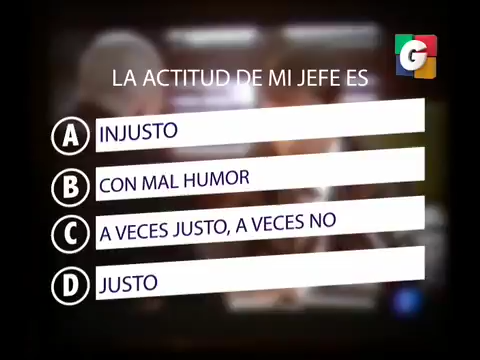 G
LA ACTITUD DE MI JEFE ES
A INJUSTO
B CON MAL HUMOR
C A VECES JUSTO, A VECES NO
D JUSTO